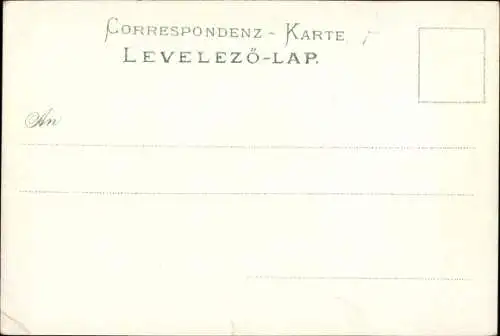 CORRESPONDENZ - KARTE
LEVELEZŐ-LAP.
An